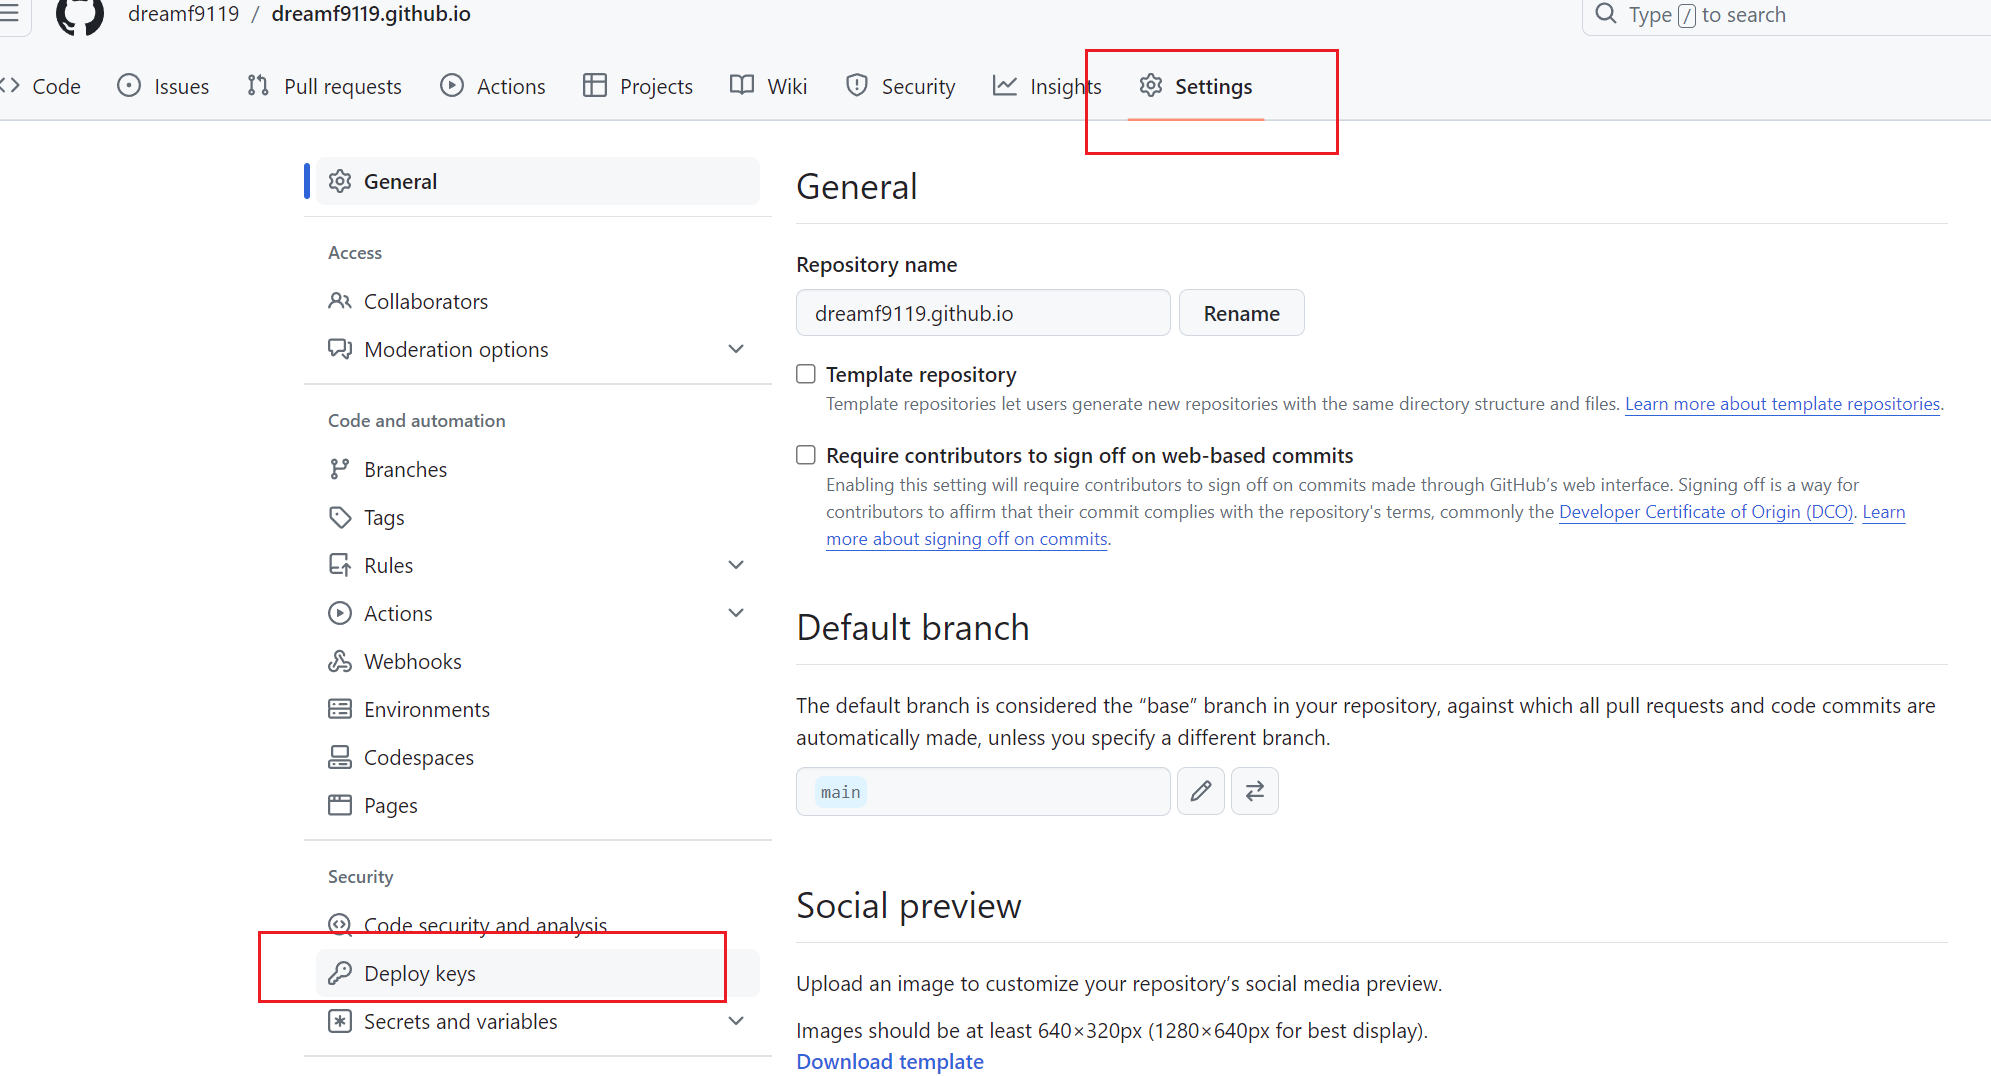 dreamf9119 / dreamf9119.github.io
Type / to search
Code Issues Pull requests Actions Projects Wiki Security Insights Settings
General
Access
Collaborators
Moderation options
Code and automation
Branches
Tags
Rules
Actions
Webhooks
Environments
Codespaces
Pages
Security
Code security and analysis
Deploy keys
Secrets and variables
General
Repository name
dreamf9119.github.io Rename
Template repository
Template repositories let users generate new repositories with the same directory structure and files. Learn more about template repositories.
Require contributors to sign off on web-based commits
Enabling this setting will require contributors to sign off on commits made through GitHub’s web interface. Signing off is a way for
contributors to affirm that their commit complies with the repository's terms, commonly the Developer Certificate of Origin (DCO). Learn
more about signing off on commits.
Default branch
The default branch is considered the “base” branch in your repository, against which all pull requests and code commits are
automatically made, unless you specify a different branch.
main
Social preview
Upload an image to customize your repository’s social media preview.
Images should be at least 640×320px (1280×640px for best display).
Download template